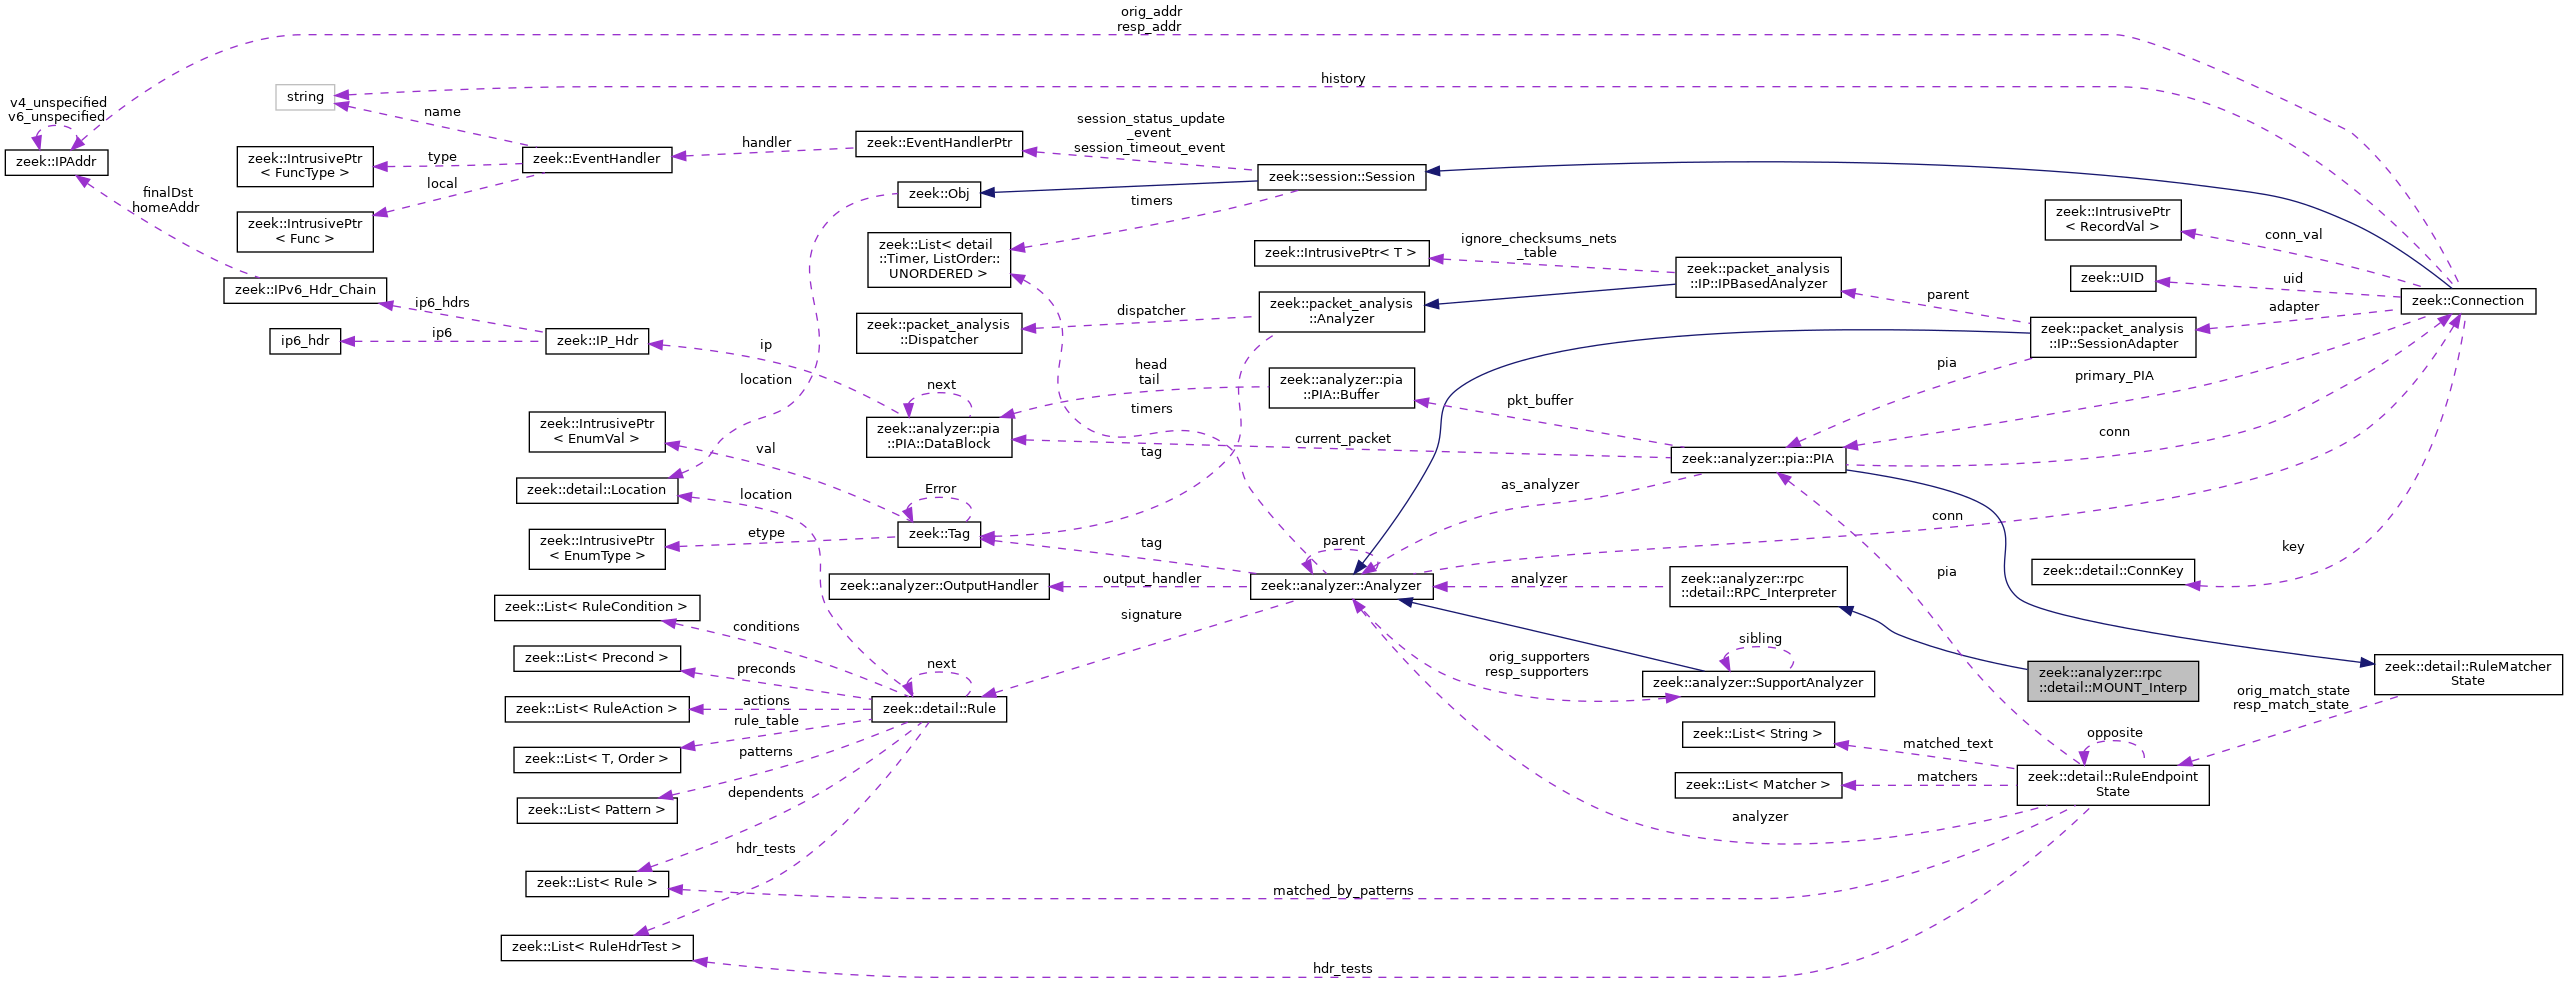 orig_addr
resp_addr
history
string
v4_unspecified
v6_unspecified
name
session_status_update
_event
session_timeout_event
zeek::IPAddr
zeek::IntrusivePtr
< FuncType >
type
zeek::EventHandler
handler
zeek::EventHandlerPtr
zeek::session::Session
local
finalDst
homeAddr
zeek::Obj
timers
zeek::IntrusivePtr
< Func >
zeek::IntrusivePtr
< RecordVal >
conn_val
zeek::List< detail
::Timer, ListOrder::
UNORDERED >
zeek::IntrusivePtr< T >
ignore_checksums_nets
_table
zeek::packet_analysis
::IP::IPBasedAnalyzer
zeek::UID
uid
zeek::IPv6_Hdr_Chain
ip6_hdrs
zeek::packet_analysis
::Analyzer
parent
adapter
zeek::Connection
dispatcher
zeek::packet_analysis
::Dispatcher
zeek::packet_analysis
::IP::SessionAdapter
ip6_hdr
ip6
zeek::IP_Hdr
ip
head
tail
pia
primary_PIA
location
next
zeek::analyzer::pia
::PIA::Buffer
pkt_buffer
timers
zeek::IntrusivePtr
< EnumVal >
val
zeek::analyzer::pia
::PIA::DataBlock
current_packet
tag
zeek::analyzer::pia::PIA
conn
zeek::detail::Location
location
Error
as_analyzer
zeek::IntrusivePtr
< EnumType >
etype
zeek::Tag
tag
parent
conn
key
zeek::analyzer::OutputHandler
output_handler
zeek::analyzer::Analyzer
analyzer
zeek::analyzer::rpc
::detail::RPC_Interpreter
pia
zeek::detail::ConnKey
zeek::List< RuleCondition >
conditions
signature
sibling
orig_supporters
resp_supporters
zeek::List< Precond >
preconds
next
zeek::analyzer::SupportAnalyzer
zeek::analyzer::rpc
::detail::MOUNT_Interp
zeek::detail::RuleMatcher
State
zeek::List< RuleAction >
actions
zeek::detail::Rule
orig_match_state
resp_match_state
rule_table
zeek::List< String >
matched_text
opposite
zeek::List< T, Order >
patterns
zeek::List< Matcher >
matchers
zeek::detail::RuleEndpoint
State
zeek::List< Pattern >
dependents
analyzer
hdr_tests
zeek::List< Rule >
matched_by_patterns
zeek::List< RuleHdrTest >
hdr_tests